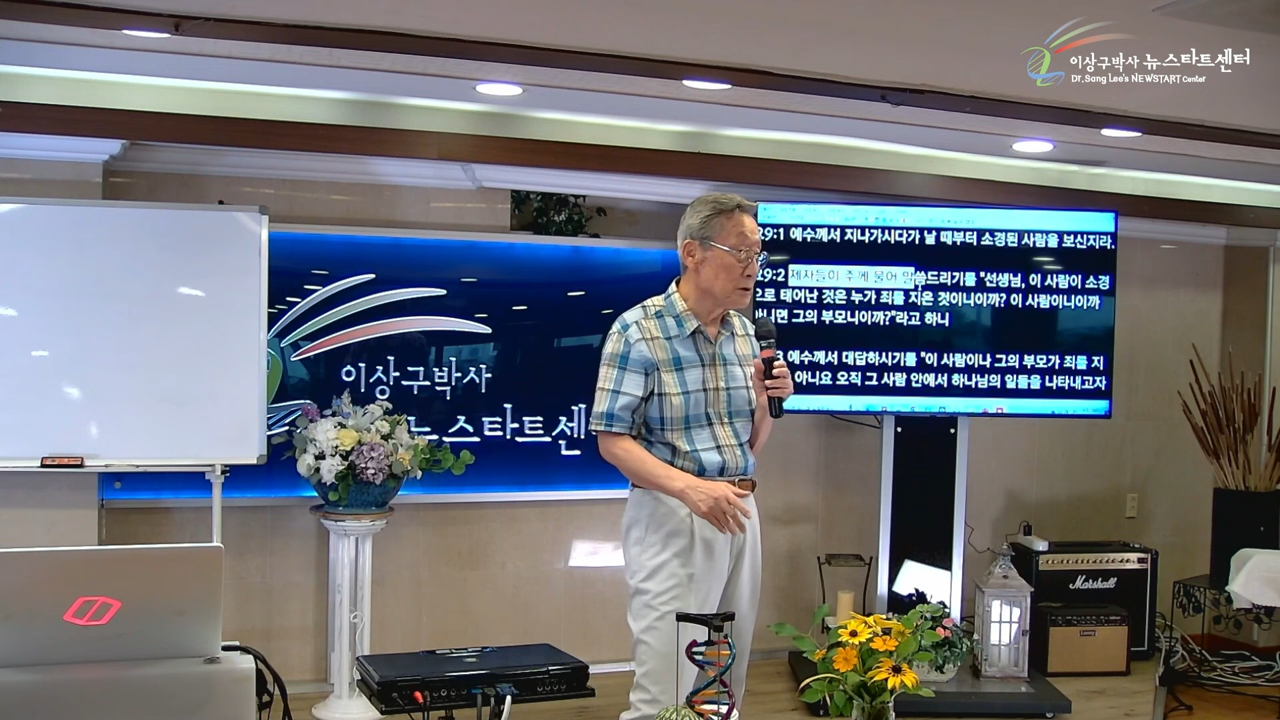 이상구박사 뉴스타트센터
Dr. Sang Lee's NEWSTART Center
9:1 예수께서 지나가시다가 날 때부터 소경된 사람을 보신지라.
9:2 제자들이 주께 물어 말씀드리기를 "선생님, 이 사람이 소경
으로 태어난 것은 누가 죄를 지은 것이니이까? 이 사람이니이까
아니면 그의 부모니이까?"라고 하니
3 예수께서 대답하시기를 "이 사람이나 그의 부모가 죄를 지
아니요 오직 그 사람 안에서 하나님의 일들을 나타내고자
이상구박사
뉴스타트센
Marshall
Laney